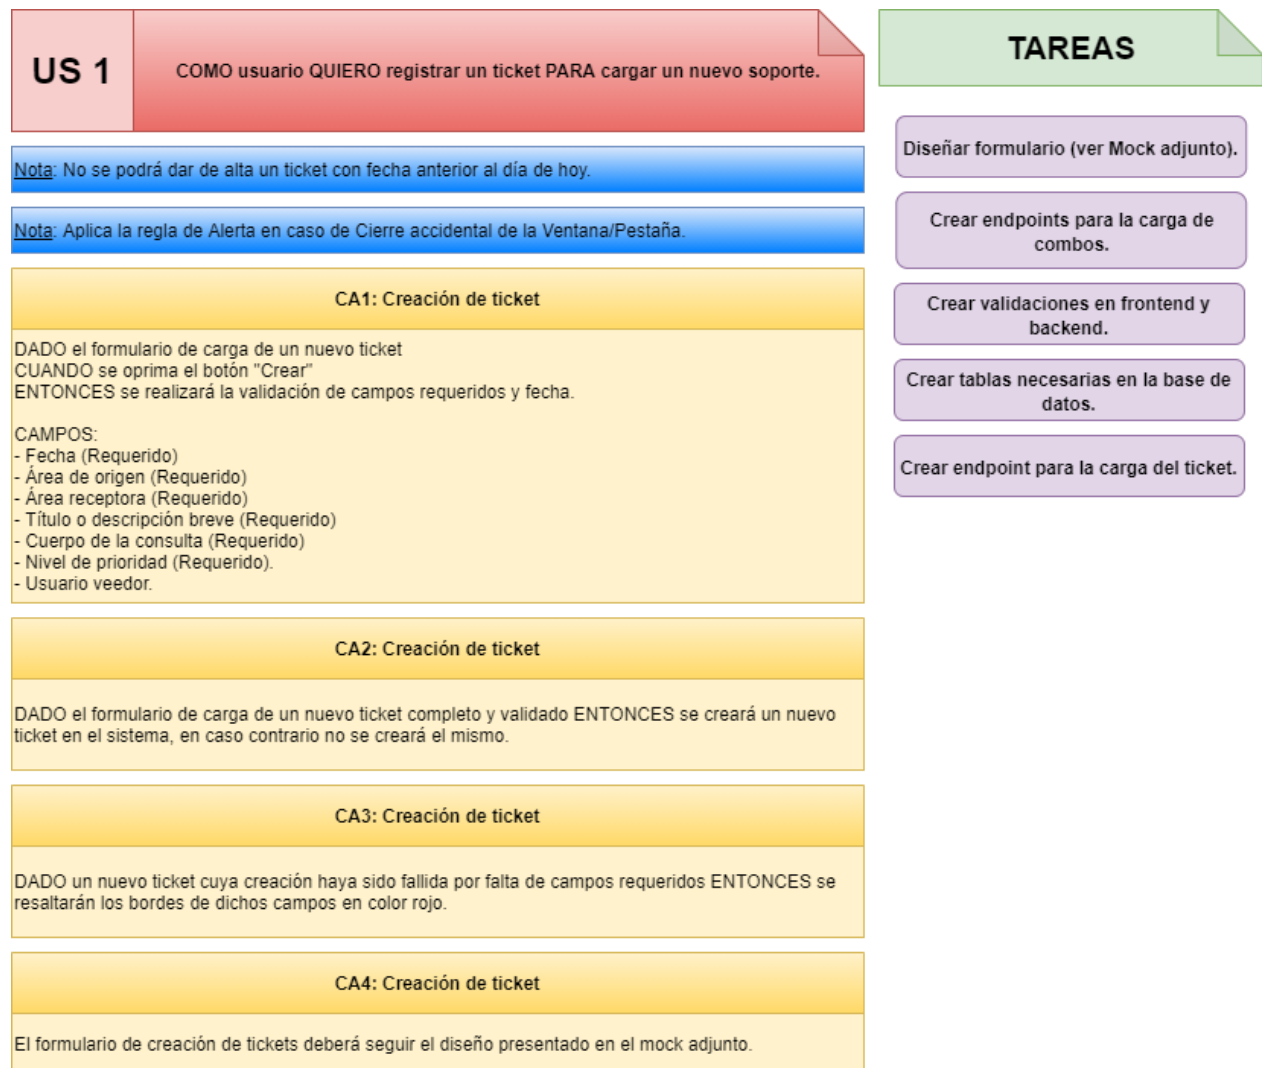 US 1
COMO usuario QUIERO registrar un ticket PARA cargar un nuevo soporte.
Nota: No se podrá dar de alta un ticket con fecha anterior al día de hoy.
Nota: Aplica la regla de Alerta en caso de Cierre accidental de la Ventana/Pestaña.
CA1: Creación de ticket
DADO el formulario de carga de un nuevo ticket
CUANDO se oprima el botón "Crear"
ENTONCES se realizará la validación de campos requeridos y fecha.
CAMPOS:
- Fecha (Requerido)
- Área de origen (Requerido)
- Área receptora (Requerido)
- Título o descripción breve (Requerido)
- Cuerpo de la consulta (Requerido)
- Nivel de prioridad (Requerido).
- Usuario veedor.
CA2: Creación de ticket
DADO el formulario de carga de un nuevo ticket completo y validado ENTONCES se creará un nuevo
ticket en el sistema, en caso contrario no se creará el mismo.
CA3: Creación de ticket
DADO un nuevo ticket cuya creación haya sido fallida por falta de campos requeridos ENTONCES se
resaltarán los bordes de dichos campos en color rojo.
CA4: Creación de ticket
El formulario de creación de tickets deberá seguir el diseño presentado en el mock adjunto.
TAREAS
Diseñar formulario (ver Mock adjunto).
Crear endpoints para la carga de
combos.
Crear validaciones en frontend y
backend.
Crear tablas necesarias en la base de
datos.
Crear endpoint para la carga del ticket.